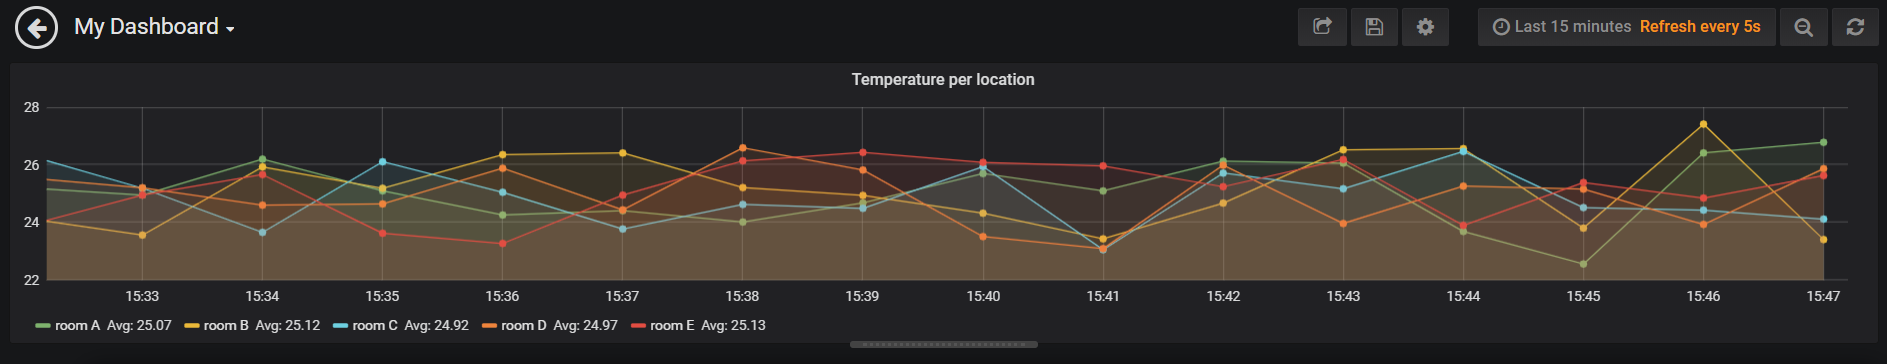 My Dashboard
Last 15 minutes Refresh every 5s
Temperature per location
28
26
24
22
15:33 15:34 15:35 15:36 15:37 15:38 15:39 15:40 15:41 15:42 15:43 15:44 15:45 15:46 15:47
room A Avg: 25.07 room B Avg: 25.12 room C Avg: 24.92 room D Avg: 24.97 room E Avg: 25.13